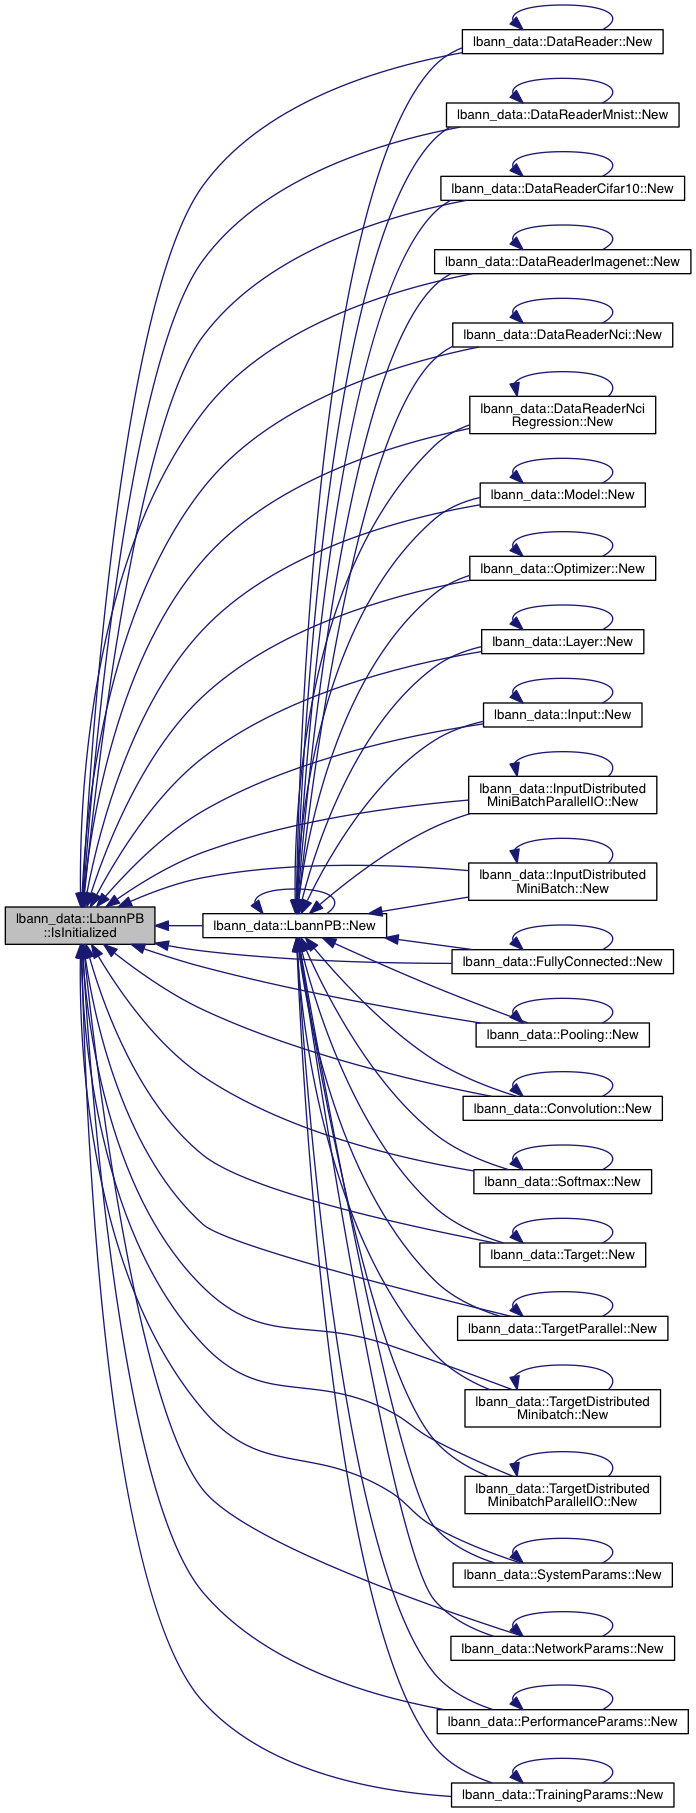 lbann_data::DataReader::New
lbann_data::DataReaderMnist::New
lbann_data::DataReaderCifar10::New
lbann_data::DataReaderImagenet::New
lbann_data::DataReaderNci::New
lbann_data::DataReaderNci
Regression::New
lbann_data::Model::New
lbann_data::Optimizer::New
lbann_data::Layer::New
lbann_data::Input::New
lbann_data::InputDistributed
MiniBatchParallelIO::New
lbann_data::InputDistributed
MiniBatch::New
lbann_data::LbannPB
::IsInitialized
lbann_data::LbannPB::New
lbann_data::FullyConnected::New
lbann_data::Pooling::New
lbann_data::Convolution::New
lbann_data::Softmax::New
lbann_data::Target::New
lbann_data::TargetParallel::New
lbann_data::TargetDistributed
Minibatch::New
lbann_data::TargetDistributed
MinibatchParallelIO::New
lbann_data::SystemParams::New
lbann_data::NetworkParams::New
lbann_data::PerformanceParams::New
lbann_data::TrainingParams::New